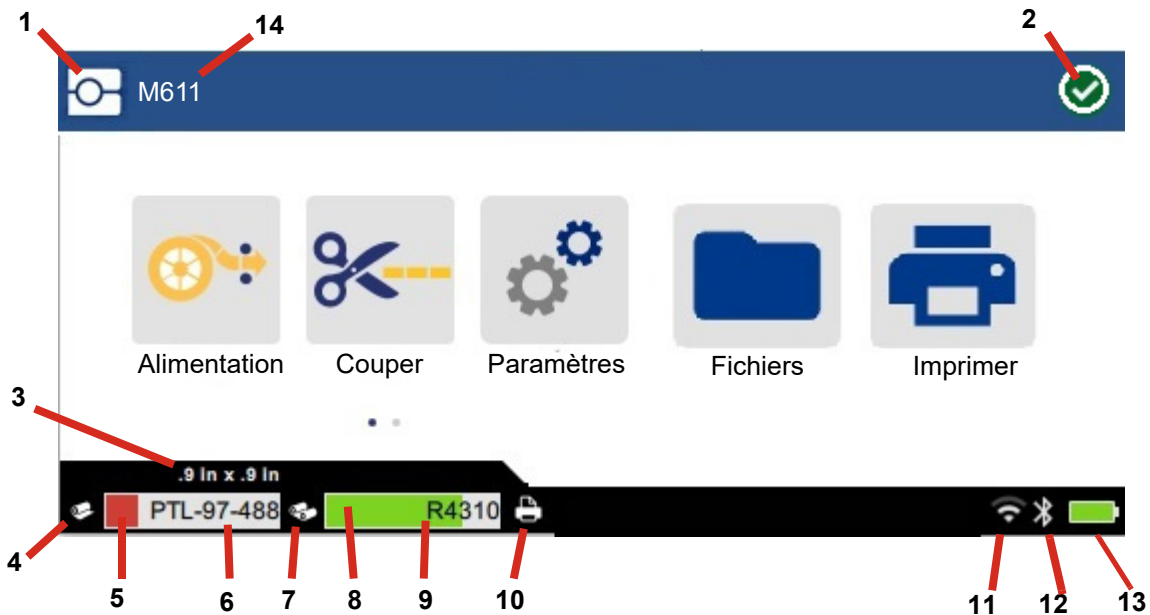 1
14
2
M611
Alimentation
Couper
Paramètres
Fichiers
Imprimer
3
.9 In x .9 In
PTL-97-488
R4310
4
5
6
7
8
9
10
11
12
13